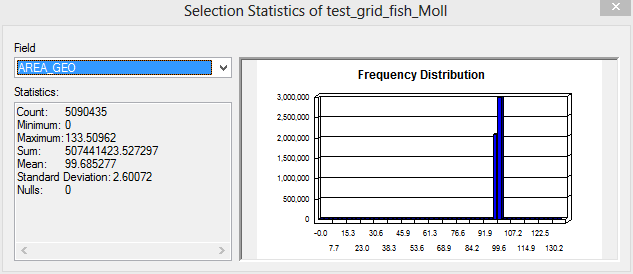 Selection Statistics of test_grid_fish_Moll
Field
AREA_GEO
Statistics:
Count: 5090435
Minimum: 0
Maximum: 133.50962
Sum: 507441423.527297
Mean: 99.685277
Standard Deviation: 2.60072
Nulls: 0
Frequency Distribution
3,000,000
2,500,000
2,000,000
1,500,000
1,000,000
500,000
0
-0.0 15.3 30.6 45.9 61.3 76.6 91.9 107.2 122.5
7.7 23.0 38.3 53.6 68.9 84.2 99.6 114.9 130.2